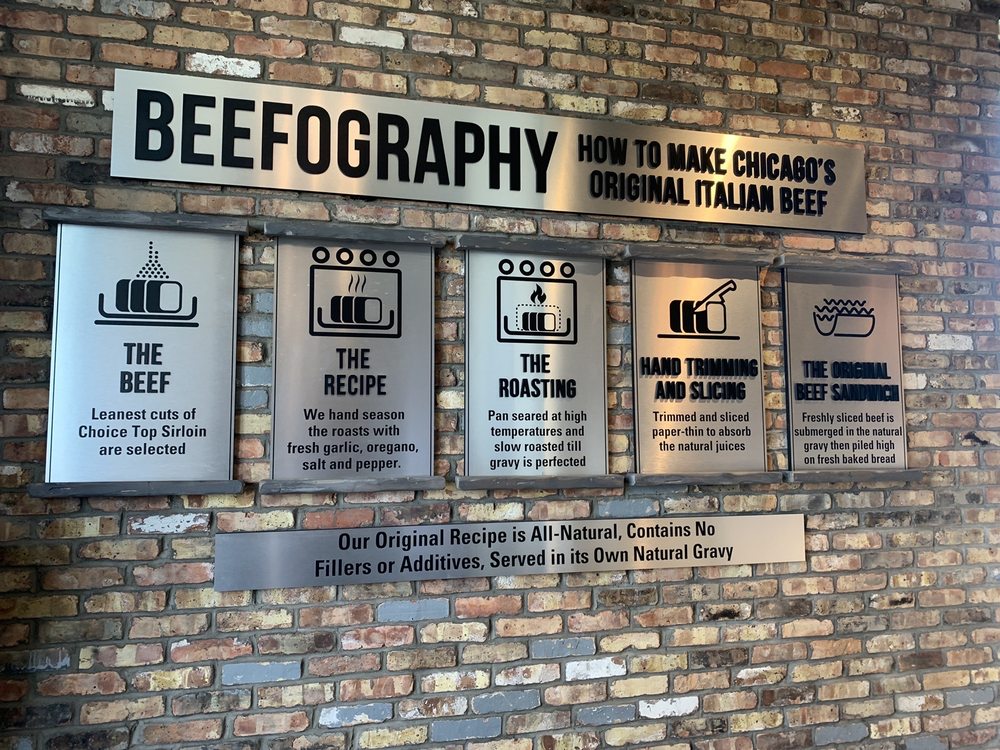 BEEFOGRAPHY
HOW TO MAKE CHICAGO'S
ORIGINAL ITALIAN BEEF
THE
BEEF
Leanest cuts of
Choice Top Sirloin
are selected
THE
RECIPE
We hand season
the roasts with
fresh garlic, oregano,
salt and pepper.
THE
ROASTING
Pan seared at high
temperatures and
slow roasted till
gravy is perfected
HAND TRIMMING
AND SLICING
Trimmed and sliced
paper-thin to absorb
the natural juices
THE ORIGINAL
BEEF SANDWICH
Freshly sliced beef is
submerged in the natural
gravy then piled high
on fresh baked bread
Our Original Recipe is All-Natural, Contains No
Fillers or Additives, Served in its Own Natural Gravy